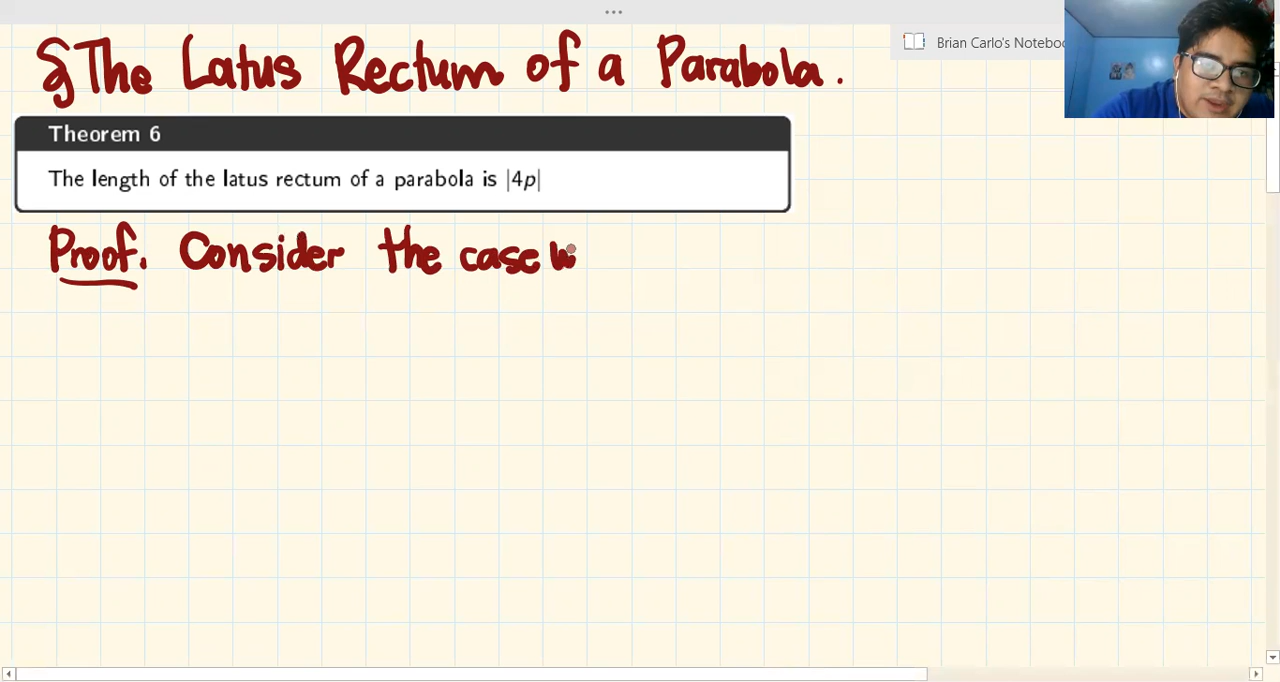 § The Latus Rectum of a Parabola.
Brian Carlo's Noteboo
Theorem 6
The length of the latus rectum of a parabola is |4p|
Proof. Consider the case w